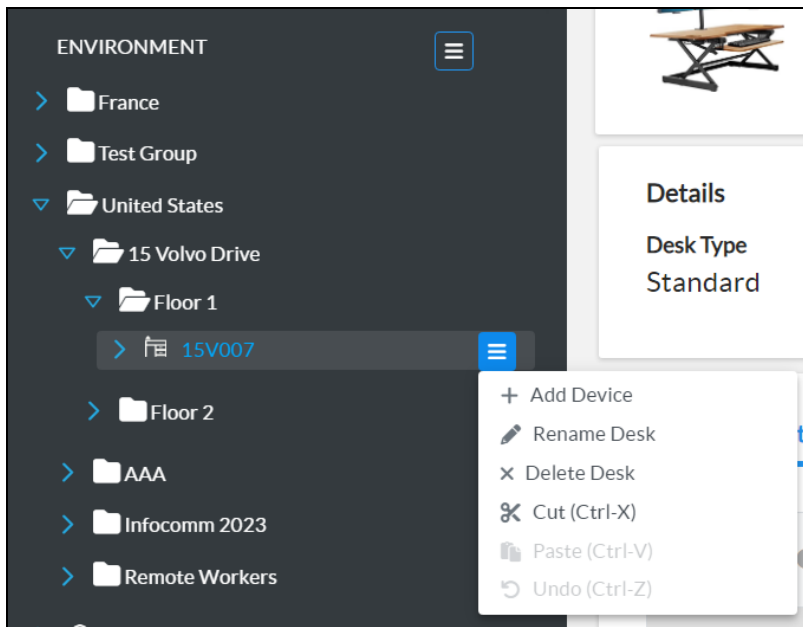 ENVIRONMENT
France
Test Group
United States
15 Volvo Drive
Floor 1
15V007
Floor 2
AAA
Infocomm 2023
Remote Workers
Details
Desk Type
Standard
Add Device
Rename Desk
Delete Desk
Cut (Ctrl-X)
Paste (Ctrl-V)
Undo (Ctrl-Z)